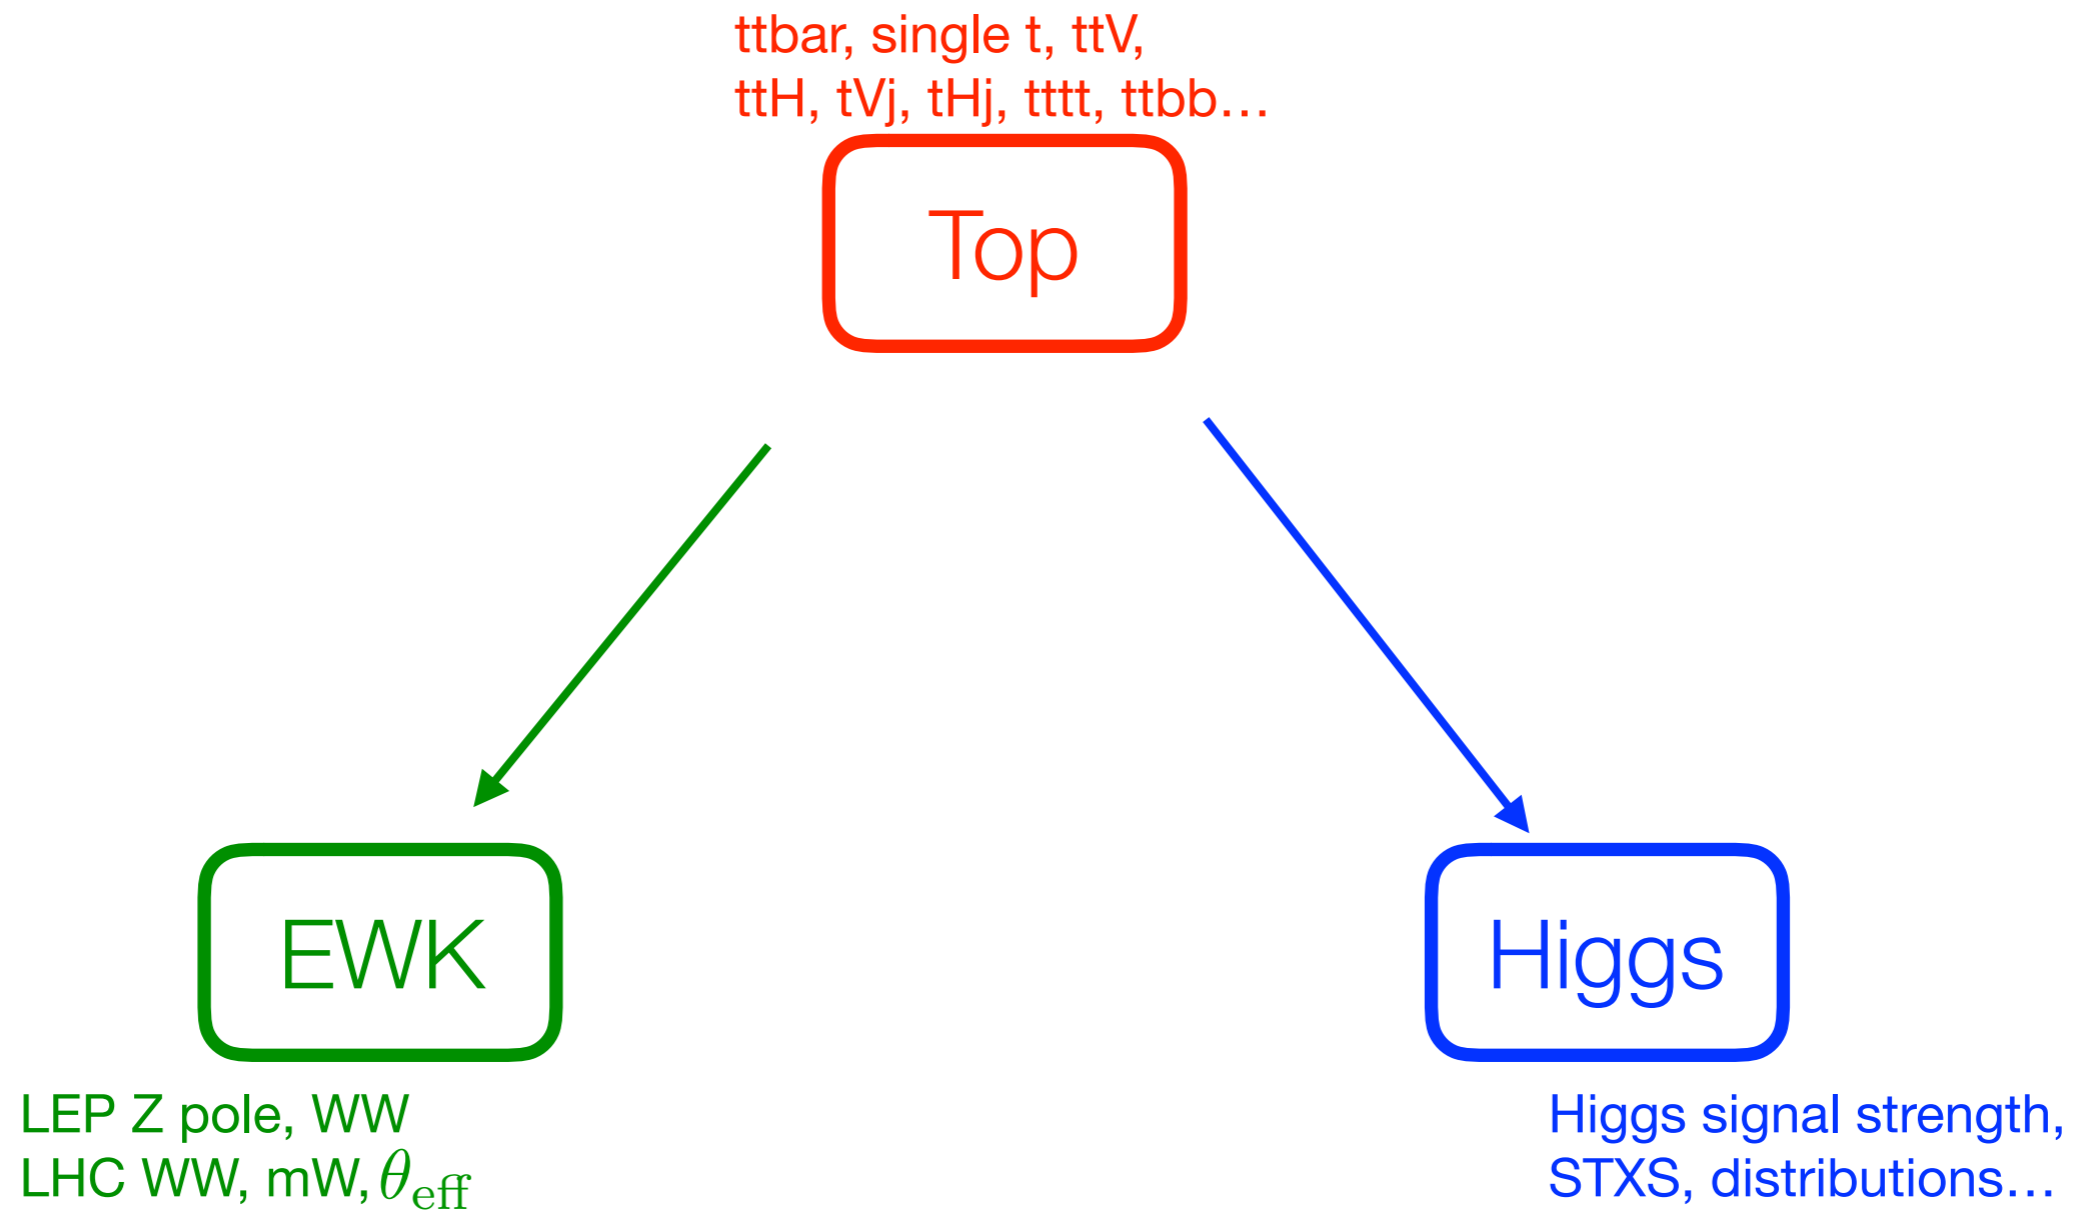 ttbar, single t, ttV,
ttH, tVj, tHj, tttt, ttbb…
Top
EWK
Higgs
LEP Z pole, WW
LHC WW, mW, θeff
Higgs signal strength,
STXS, distributions…